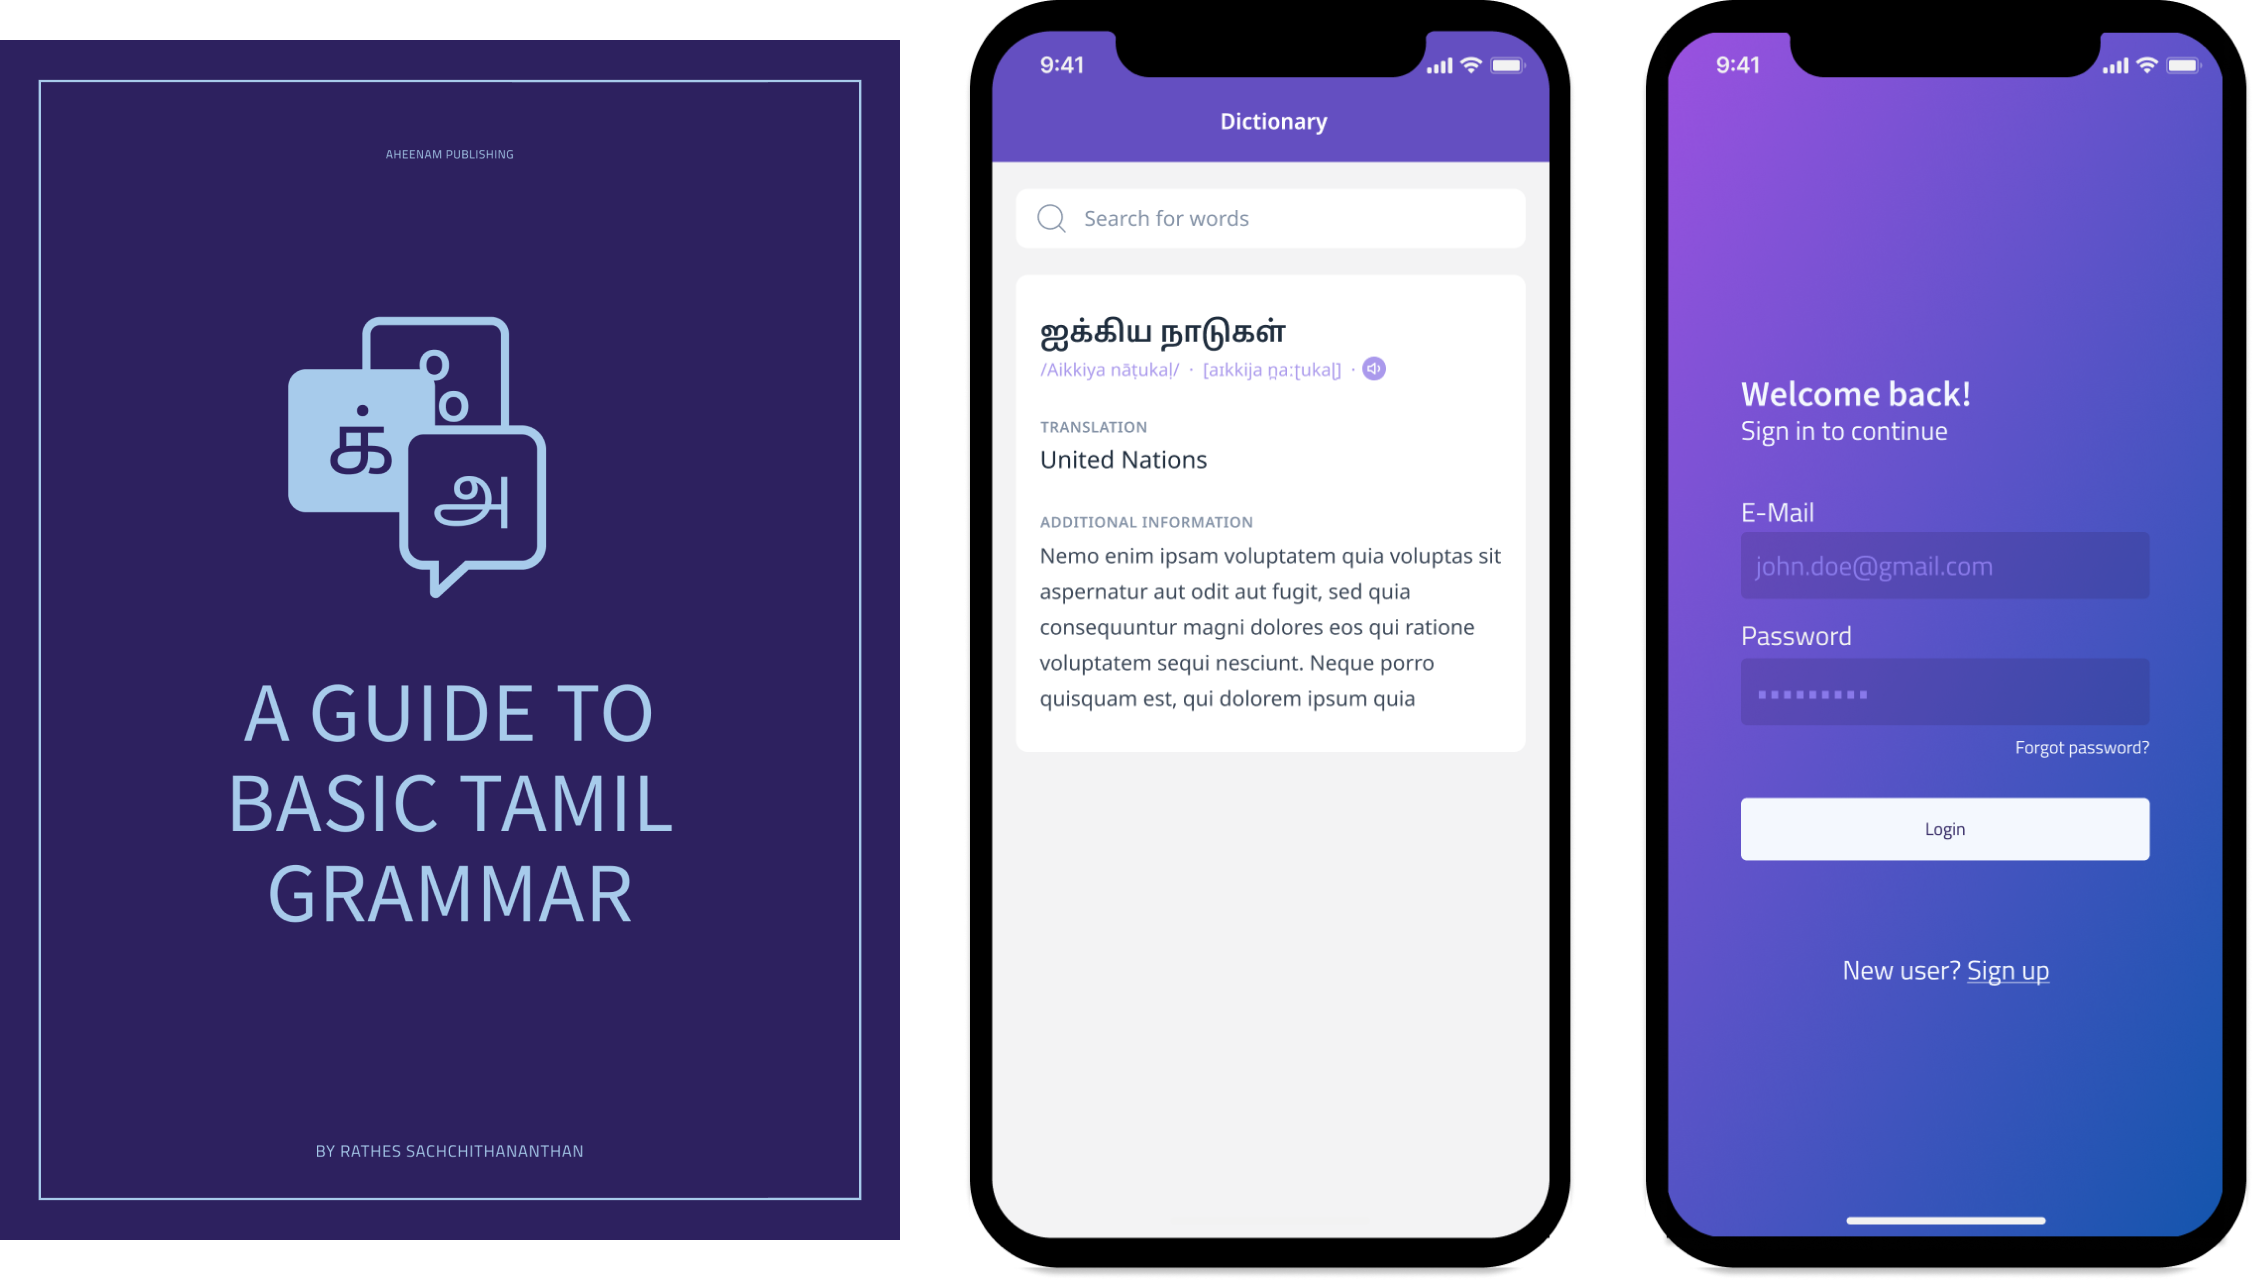 AHEENAM PUBLISHING
ஃ
க்
அ
A GUIDE TO
BASIC TAMIL
GRAMMAR
BY RATHES SACHCHITHANANTHAN
9:41
Dictionary
Search for words
ஐக்கிய நாடுகள்
/Aikkiya nāṭukaḷ/ · [aɪkkija n̪aːʈukaɭ] ·
TRANSLATION
United Nations
ADDITIONAL INFORMATION
Nemo enim ipsam voluptatem quia voluptas sit
aspernatur aut odit aut fugit, sed quia
consequuntur magni dolores eos qui ratione
voluptatem sequi nesciunt. Neque porro
quisquam est, qui dolorem ipsum quia
9:41
Welcome back!
Sign in to continue
E-Mail
john.doe@gmail.com
Password
Forgot password?
Login
New user? Sign up